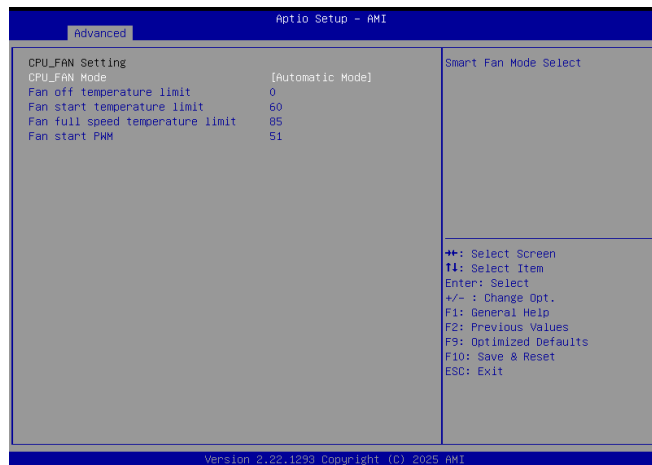 Aptio Setup – AMI
Advanced
CPU_FAN Setting
CPU_FAN Mode [Automatic Mode]
Fan off temperature limit 0
Fan start temperature limit 60
Fan full speed temperature limit 85
Fan start PWM 51
Smart Fan Mode Select
→←: Select Screen
↑↓: Select Item
Enter: Select
+/- : Change Opt.
F1: General Help
F2: Previous Values
F9: Optimized Defaults
F10: Save & Reset
ESC: Exit
Version 2.22.1293 Copyright (C) 2025 AMI